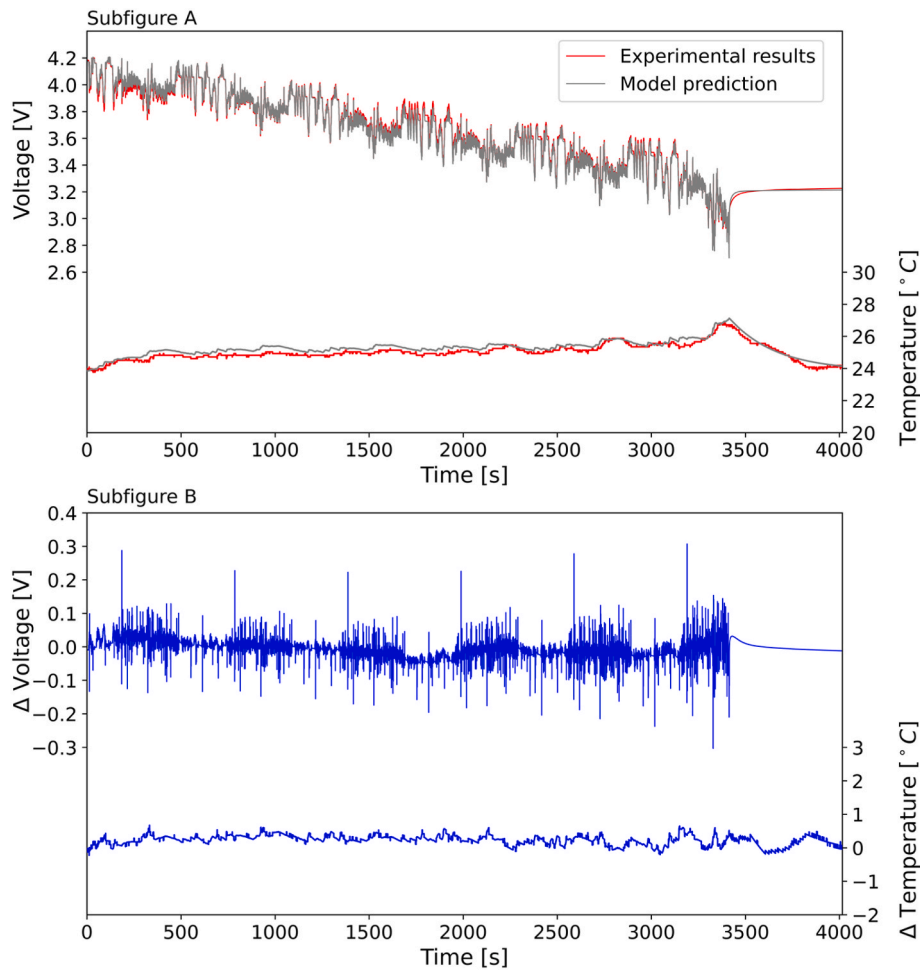 Subfigure A
Experimental results
Model prediction
Voltage [V]
4.2
4.0
3.8
3.6
3.4
3.2
3.0
2.8
2.6
30
28
26
24
22
20
Temperature [°C]
0 500 1000 1500 2000 2500 3000 3500 4000
Time [s]
Subfigure B
Δ Voltage [V]
0.4
0.3
0.2
0.1
0.0
−0.1
−0.2
−0.3
3
2
1
0
−1
−2
Δ Temperature [°C]
0 500 1000 1500 2000 2500 3000 3500 4000
Time [s]